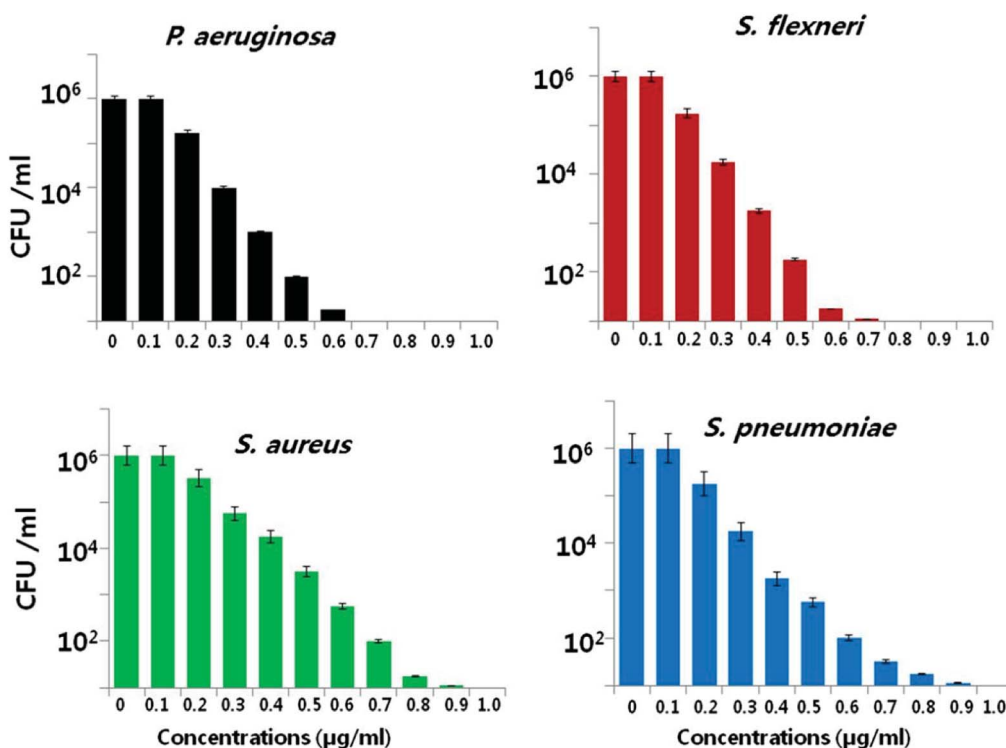 P. aeruginosa
CFU /ml
10⁶
10⁴
10²
0 0.1 0.2 0.3 0.4 0.5 0.6 0.7 0.8 0.9 1.0
S. flexneri
10⁶
10⁴
10²
0 0.1 0.2 0.3 0.4 0.5 0.6 0.7 0.8 0.9 1.0
S. aureus
CFU /ml
10⁶
10⁴
10²
0 0.1 0.2 0.3 0.4 0.5 0.6 0.7 0.8 0.9 1.0
Concentrations (µg/ml)
S. pneumoniae
10⁶
10⁴
10²
0 0.1 0.2 0.3 0.4 0.5 0.6 0.7 0.8 0.9 1.0
Concentrations (µg/ml)